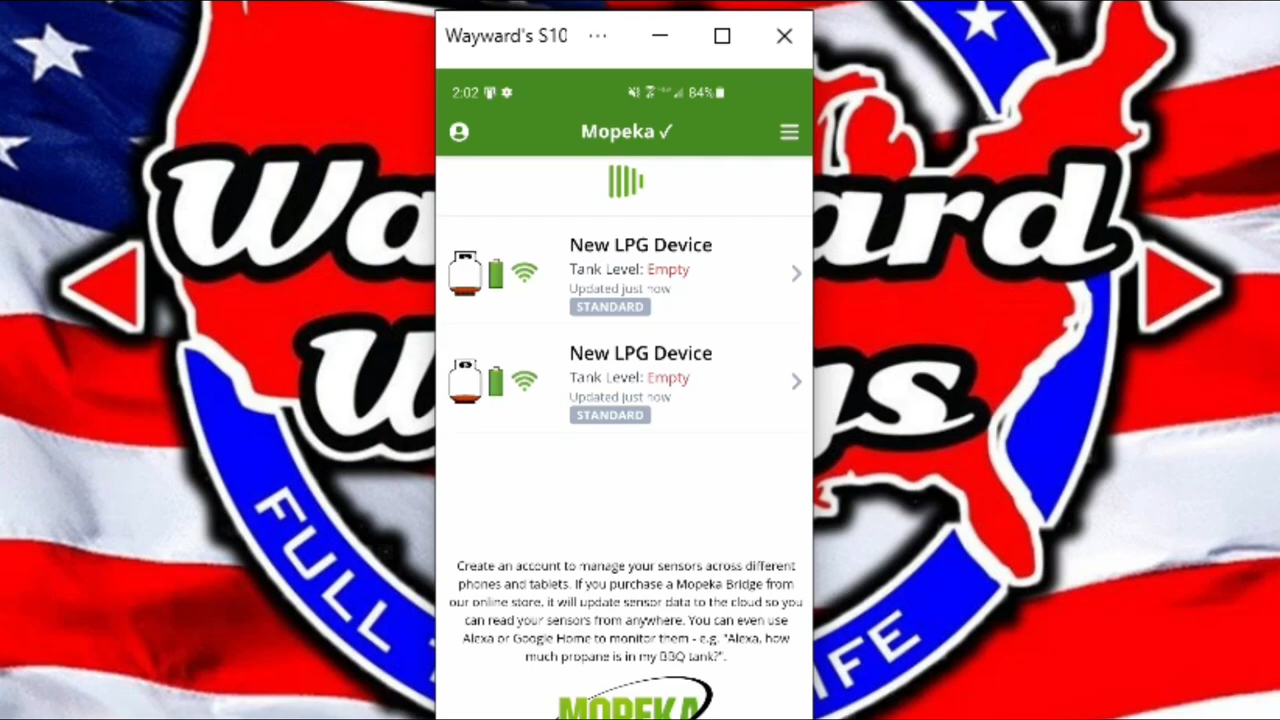 Wayward's S10
2:02
84%
Mopeka ✓
New LPG Device
Tank Level: Empty
Updated just now
STANDARD
New LPG Device
Tank Level: Empty
Updated just now
STANDARD
Create an account to manage your sensors across different
phones and tablets. If you purchase a Mopeka Bridge from
our online store, it will update sensor data to the cloud so you
can read your sensors from anywhere. You can even use
Alexa or Google Home to monitor them - e.g. "Alexa, how
much propane is in my BBQ tank?".
MOPEKA
Wa
ard
W
ys
FULL
IFE